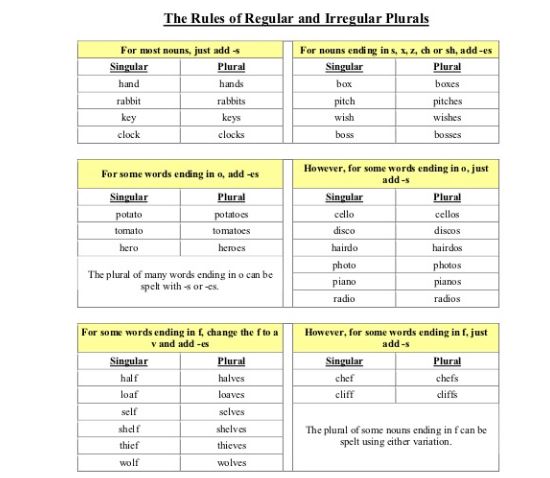 The Rules of Regular and Irregular Plurals
For most nouns, just add -s
Singular Plural
hand hands
rabbit rabbits
key keys
clock clocks
For nouns ending in s, x, z, ch or sh, add -es
Singular Plural
box boxes
pitch pitches
wish wishes
boss bosses
For some words ending in o, add -es
Singular Plural
potato potatoes
tomato tomatoes
hero heroes
The plural of many words ending in o can be
spelt with -s or -es.
However, for some words ending in o, just
add -s
Singular Plural
cello cellos
disco discos
hairdo hairdos
photo photos
piano pianos
radio radios
For some words ending in f, change the f to a
v and add -es
Singular Plural
half halves
loaf loaves
self selves
shelf shelves
thief thieves
wolf wolves
However, for some words ending in f, just
add -s
Singular Plural
chef chefs
cliff cliffs
The plural of some nouns ending in f can be
spelt using either variation.